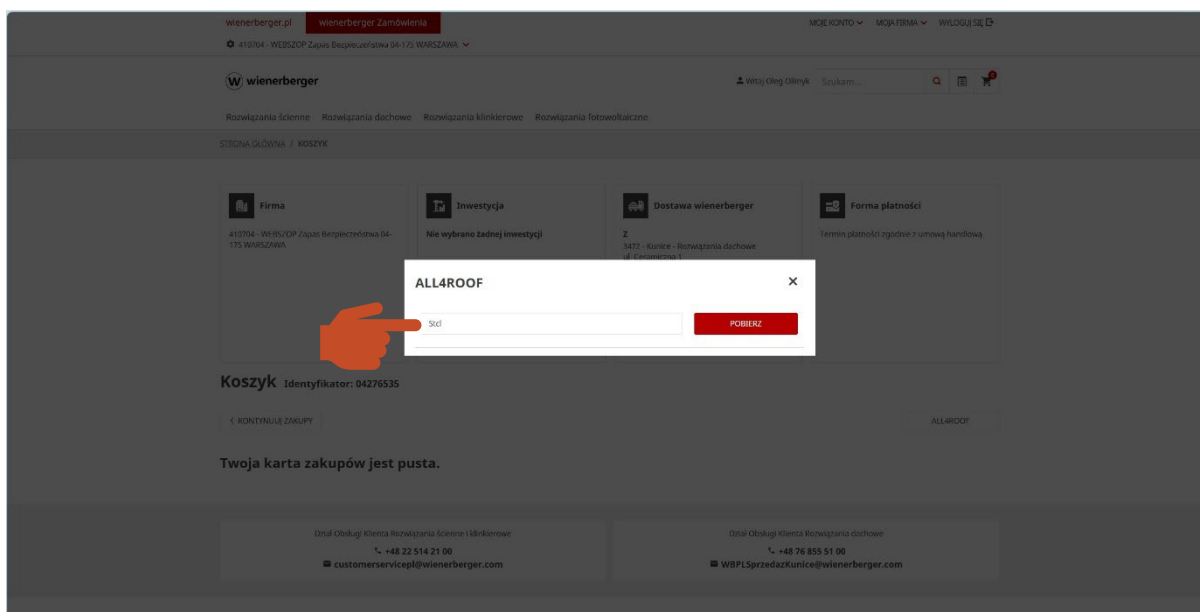 wienerberger.pl wienerberger Zamówienia MOJE KONTO MOJA FIRMA WYLOGUJ SIĘ
410704 - WEBSZOP Zapas Bezpieczeństwa 04-175 WARSZAWA
wienerberger Witaj Oleg Oliinyk Szukam... 0
Rozwiązania ścienne Rozwiązania dachowe Rozwiązania klinkierowe Rozwiązania fotowoltaiczne
STRONA GŁÓWNA / KOSZYK
Firma Inwestycja Dostawa wienerberger Forma płatności
410704 - WEBSZOP Zapas Bezpieczeństwa 04- Nie wybrano żadnej inwestycji Z Termin płatności zgodnie z umową handlową
175 WARSZAWA 3472 - Kunice - Rozwiązania dachowe
ul. Ceramiczna 1
ALL4ROOF
Stcl POBIERZ
Koszyk Identyfikator: 04276535
KONTYNUUJ ZAKUPY ALL4ROOF
Twoja karta zakupów jest pusta.
Dział Obsługi Klienta Rozwiązania ścienne i klinkierowe Dział Obsługi Klienta Rozwiązania dachowe
+48 22 514 21 00 +48 76 855 51 00
customerservicepl@wienerberger.com WBPLSprzedazKunice@wienerberger.com